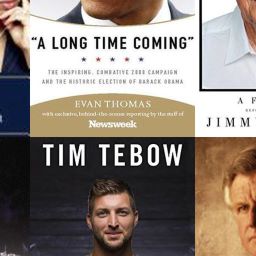 "A LONG TIME COMING"
THE INSPIRING, COMBATIVE 2008 CAMPAIGN
AND THE HISTORIC ELECTION OF BARACK OBAMA
EVAN THOMAS
with exclusive, behind-the-scenes reporting by the staff of
Newsweek
A F
JIMM
TIM TEBOW